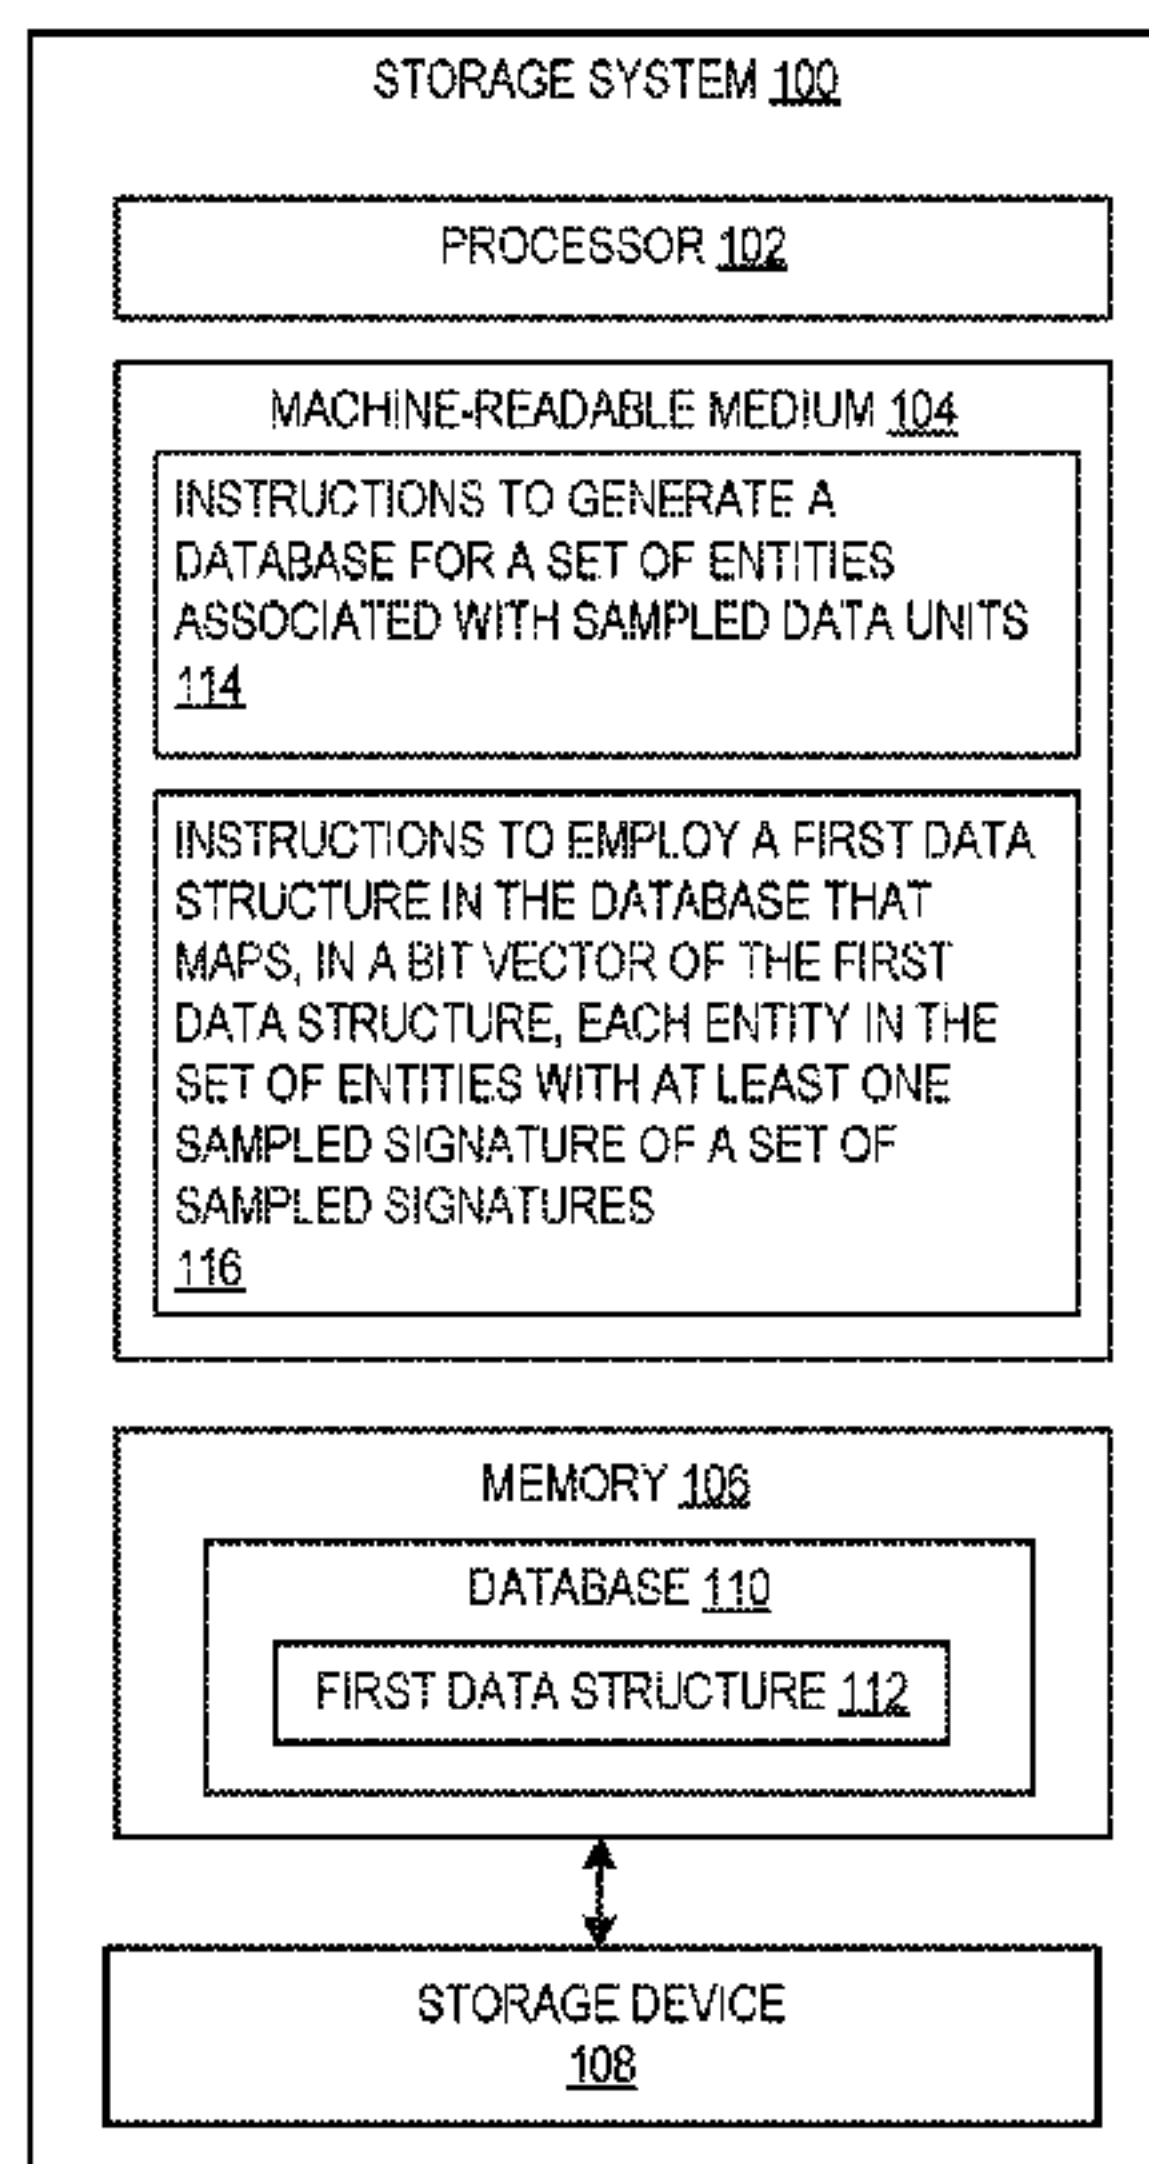 STORAGE SYSTEM 100
PROCESSOR 102
MACHINE-READABLE MEDIUM 104
INSTRUCTIONS TO GENERATE A
DATABASE FOR A SET OF ENTITIES
ASSOCIATED WITH SAMPLED DATA UNITS
114
INSTRUCTIONS TO EMPLOY A FIRST DATA
STRUCTURE IN THE DATABASE THAT
MAPS, IN A BIT VECTOR OF THE FIRST
DATA STRUCTURE, EACH ENTITY IN THE
SET OF ENTITIES WITH AT LEAST ONE
SAMPLED SIGNATURE OF A SET OF
SAMPLED SIGNATURES
116
MEMORY 106
DATABASE 110
FIRST DATA STRUCTURE 112
STORAGE DEVICE
108